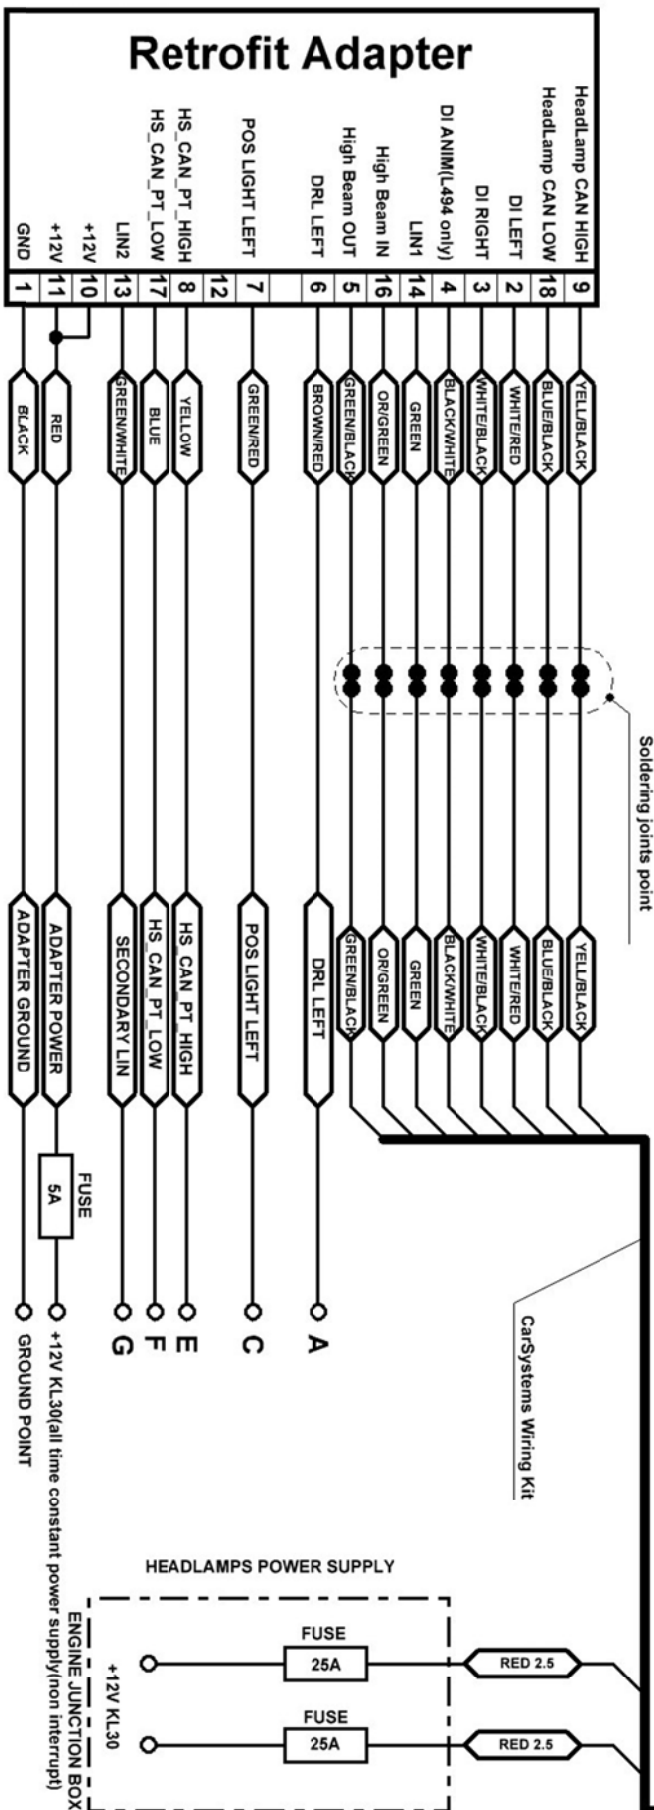 Retrofit Adapter
GND
+12V
+12V
LIN2
HS_CAN_PT_LOW
HS_CAN_PT_HIGH
POS LIGHT LEFT
DRL LEFT
High Beam OUT
High Beam IN
LIN1
DI ANIM(L494 only)
DI RIGHT
DI LEFT
HeadLamp CAN LOW
HeadLamp CAN HIGH
1
11
10
13
17
8
12
7
6
5
16
14
4
3
2
18
9
BLACK
RED
GREEN/WHITE
BLUE
YELLOW
GREEN/RED
BROWN/RED
GREEN/BLACK
OR/GREEN
GREEN
BLACK/WHITE
WHITE/BLACK
WHITE/RED
BLUE/BLACK
YELL/BLACK
Soldering joints point
ADAPTER GROUND
ADAPTER POWER
SECONDARY LIN
HS_CAN_PT_LOW
HS_CAN_PT_HIGH
POS LIGHT LEFT
DRL LEFT
GREEN/BLACK
OR/GREEN
GREEN
BLACK/WHITE
WHITE/BLACK
WHITE/RED
BLUE/BLACK
YELL/BLACK
FUSE
5A
GROUND POINT
+12V KL30(all time constant power supply(non interrupt)
G
F
E
C
A
CarSystems Wiring Kit
HEADLAMPS POWER SUPPLY
ENGINE JUNCTION BOX
+12V KL30
FUSE
25A
RED 2.5
FUSE
25A
RED 2.5